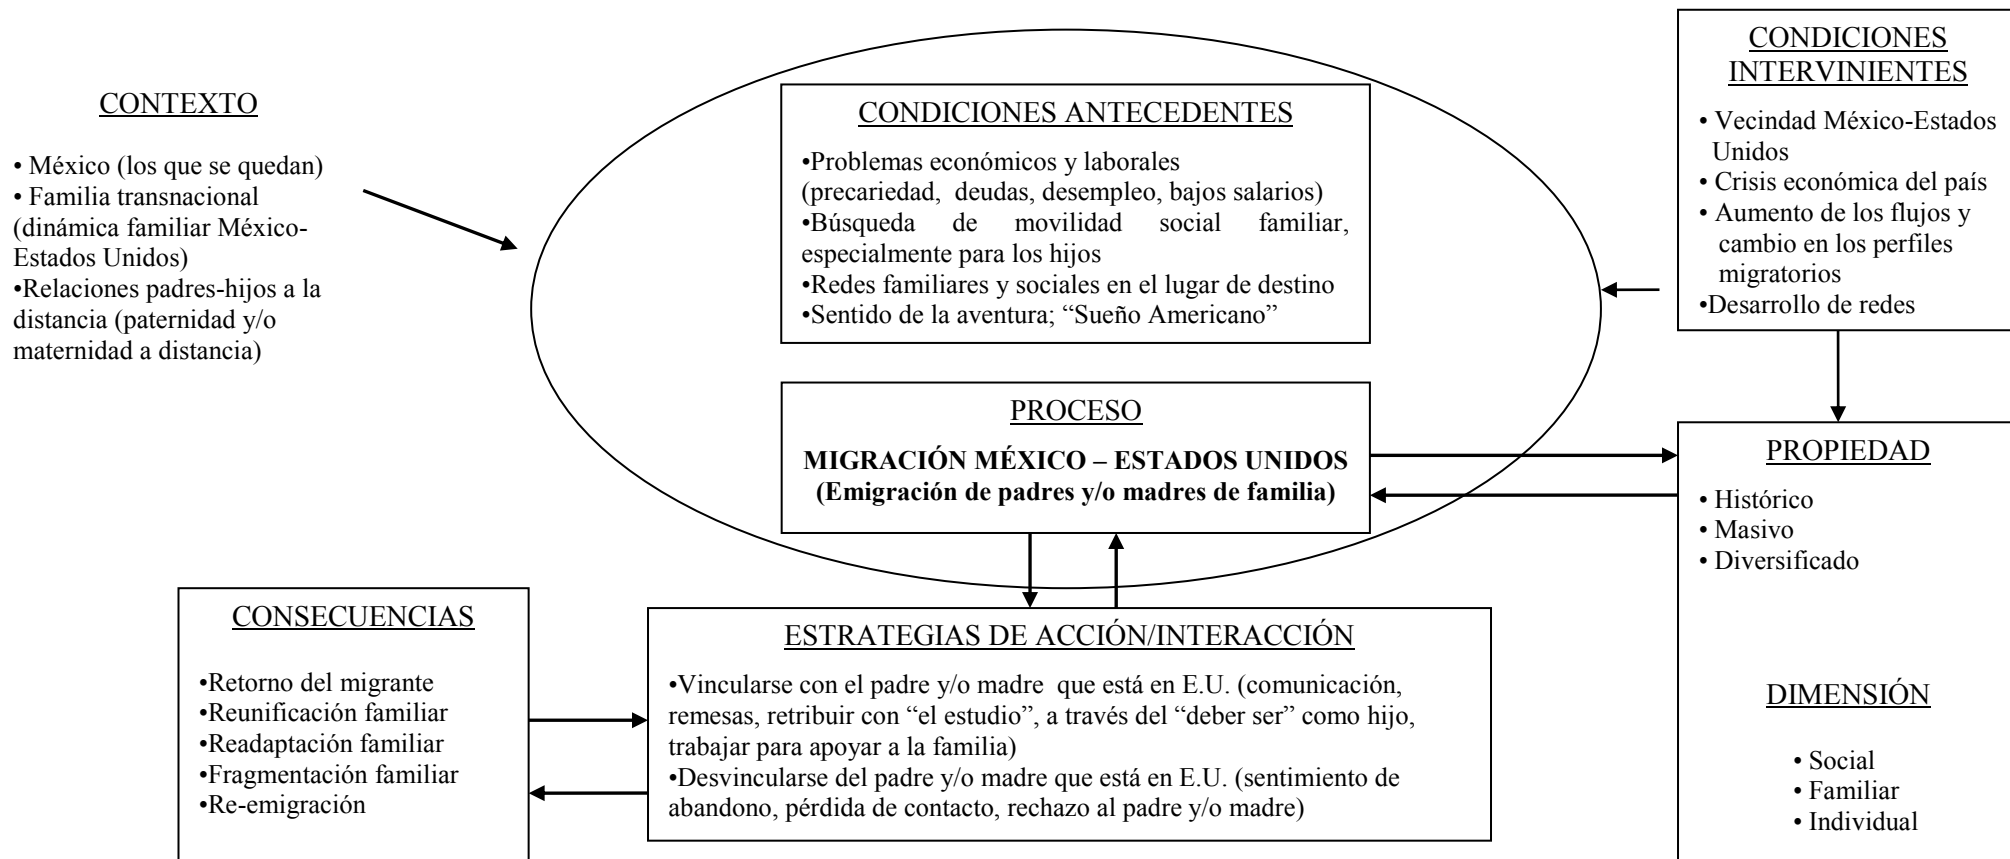 CONTEXTO
• México (los que se quedan)
• Familia transnacional
(dinámica familiar México-
Estados Unidos)
•Relaciones padres-hijos a la
distancia (paternidad y/o
maternidad a distancia)
CONDICIONES ANTECEDENTES
•Problemas económicos y laborales
(precariedad, deudas, desempleo, bajos salarios)
•Búsqueda de movilidad social familiar,
especialmente para los hijos
•Redes familiares y sociales en el lugar de destino
•Sentido de la aventura; “Sueño Americano”
CONDICIONES
INTERVINIENTES
• Vecindad México-Estados
Unidos
• Crisis económica del país
• Aumento de los flujos y
cambio en los perfiles
migratorios
•Desarrollo de redes
PROCESO
MIGRACIÓN MÉXICO – ESTADOS UNIDOS
(Emigración de padres y/o madres de familia)
PROPIEDAD
• Histórico
• Masivo
• Diversificado
DIMENSIÓN
• Social
• Familiar
• Individual
CONSECUENCIAS
•Retorno del migrante
•Reunificación familiar
•Readaptación familiar
•Fragmentación familiar
•Re-emigración
ESTRATEGIAS DE ACCIÓN/INTERACCIÓN
•Vincularse con el padre y/o madre que está en E.U. (comunicación,
remesas, retribuir con “el estudio”, a través del “deber ser” como hijo,
trabajar para apoyar a la familia)
•Desvincularse del padre y/o madre que está en E.U. (sentimiento de
abandono, pérdida de contacto, rechazo al padre y/o madre)